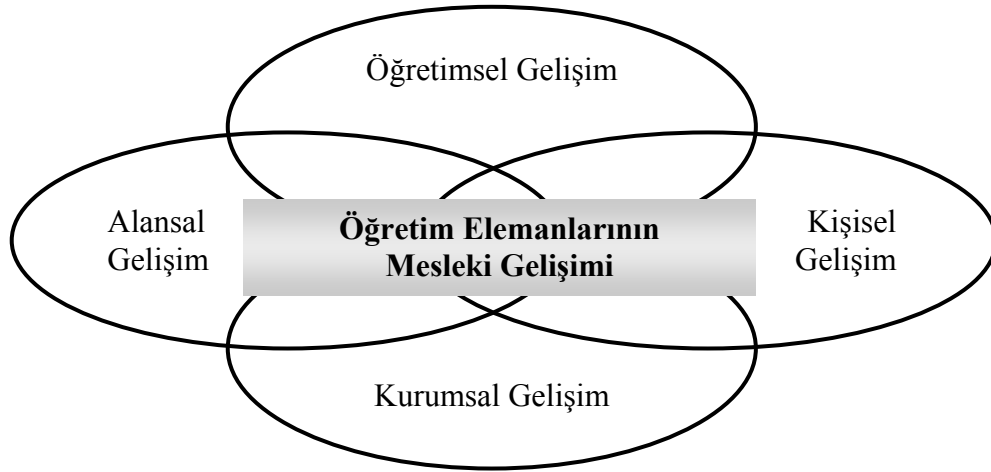 Öğretimsel Gelişim
Alansal
Gelişim
Öğretim Elemanlarının
Mesleki Gelişimi
Kişisel
Gelişim
Kurumsal Gelişim